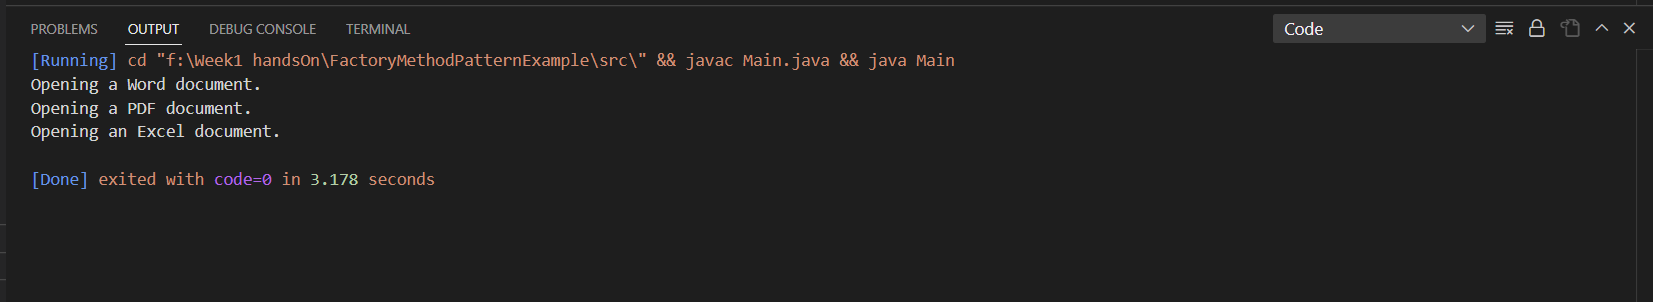 PROBLEMS OUTPUT DEBUG CONSOLE TERMINAL Code
[Running] cd "f:\Week1 handsOn\FactoryMethodPatternExample\src\" && javac Main.java && java Main
Opening a Word document.
Opening a PDF document.
Opening an Excel document.
[Done] exited with code=0 in 3.178 seconds